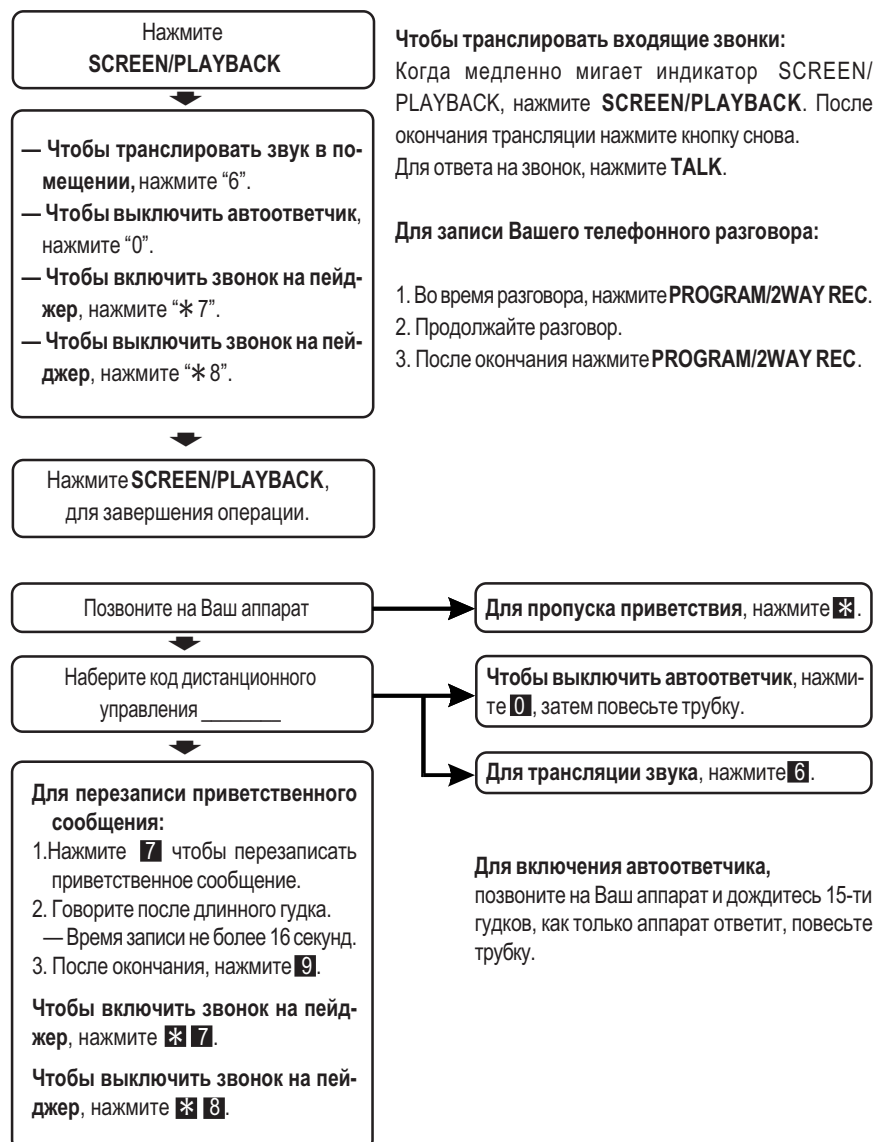 Нажмите
SCREEN/PLAYBACK
— Чтобы транслировать звук в по-
мещении, нажмите “6”.
— Чтобы выключить автоответчик,
нажмите “0”.
— Чтобы включить звонок на пейд-
жер, нажмите “* 7”.
— Чтобы выключить звонок на пей-
джер, нажмите “* 8”.
Нажмите SCREEN/PLAYBACK,
для завершения операции.
Чтобы транслировать входящие звонки:
Когда медленно мигает индикатор SCREEN/
PLAYBACK, нажмите SCREEN/PLAYBACK. После
окончания трансляции нажмите кнопку снова.
Для ответа на звонок, нажмите TALK.
Для записи Вашего телефонного разговора:
1. Во время разговора, нажмите PROGRAM/2WAY REC.
2. Продолжайте разговор.
3. После окончания нажмите PROGRAM/2WAY REC.
Позвоните на Ваш аппарат
Для пропуска приветствия, нажмите *.
Наберите код дистанционного
управления ________
Чтобы выключить автоответчик, нажми-
те 0, затем повесьте трубку.
Для трансляции звука, нажмите 6.
Для перезаписи приветственного
сообщения:
1.Нажмите 7 чтобы перезаписать
приветственное сообщение.
2. Говорите после длинного гудка.
— Время записи не более 16 секунд.
3. После окончания, нажмите 9.
Чтобы включить звонок на пейд-
жер, нажмите * 7.
Чтобы выключить звонок на пей-
джер, нажмите * 8.
Для включения автоответчика,
позвоните на Ваш аппарат и дождитесь 15-ти
гудков, как только аппарат ответит, повесьте
трубку.